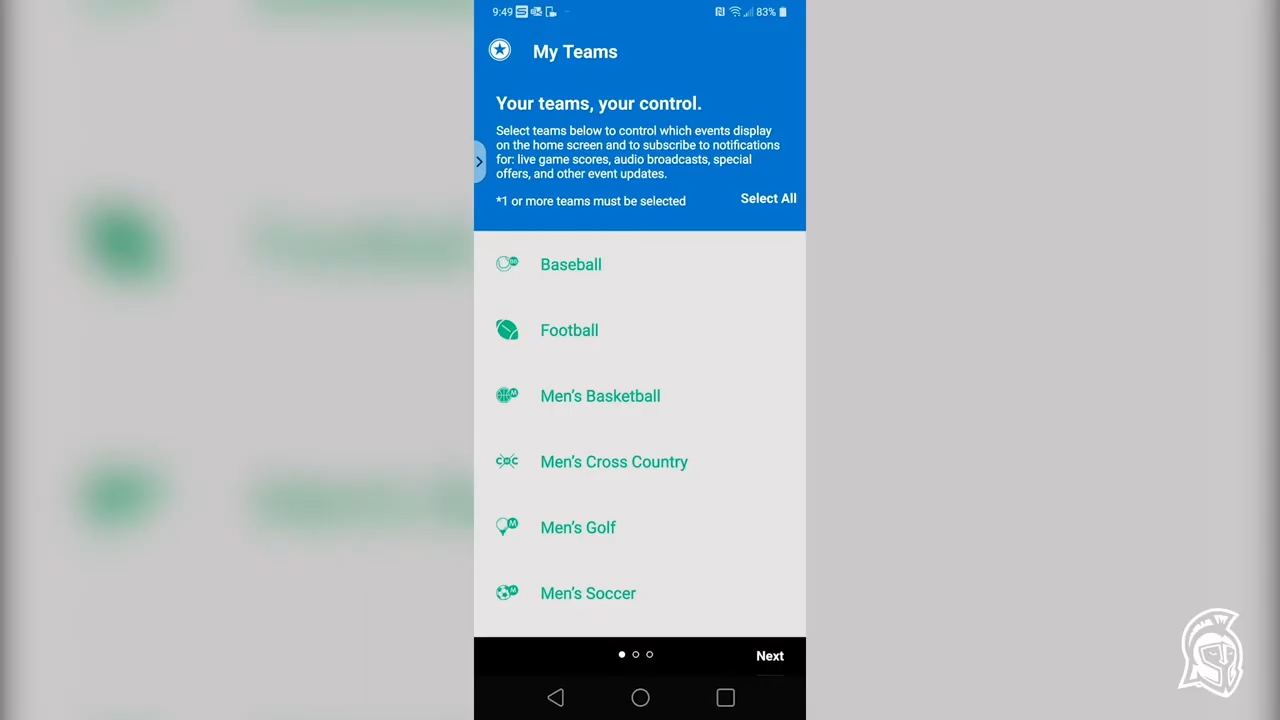 9:49
83%
My Teams
Your teams, your control.
Select teams below to control which events display
on the home screen and to subscribe to notifications
for: live game scores, audio broadcasts, special
offers, and other event updates.
*1 or more teams must be selected
Select All
Baseball
Football
Men's Basketball
Men's Cross Country
Men's Golf
Men's Soccer
Next